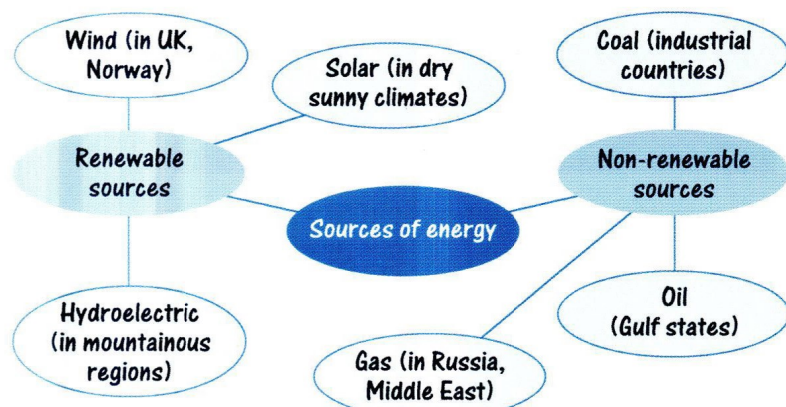 Wind (in UK,
Norway)
Solar (in dry
sunny climates)
Coal (industrial
countries)
Renewable
sources
Non-renewable
sources
Sources of energy
Hydroelectric
(in mountainous
regions)
Gas (in Russia,
Middle East)
Oil
(Gulf states)